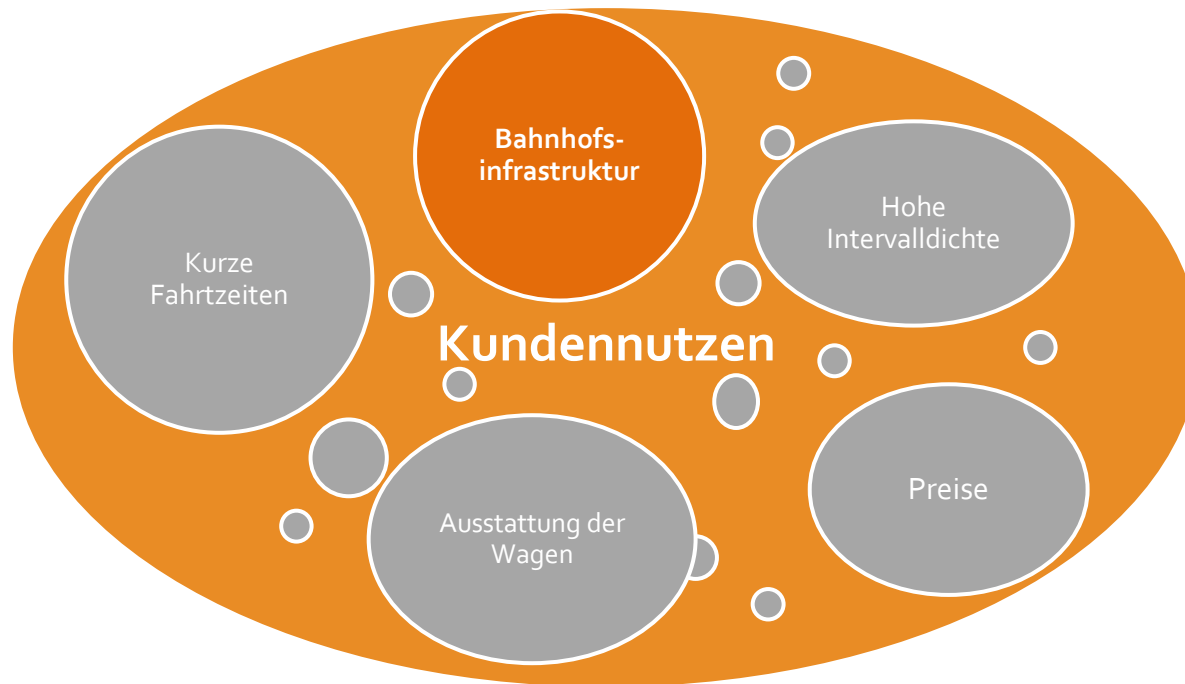 Bahnhofs-
infrastruktur
Hohe
Intervalldichte
Kurze
Fahrtzeiten
Kundennutzen
Preise
Ausstattung der
Wagen